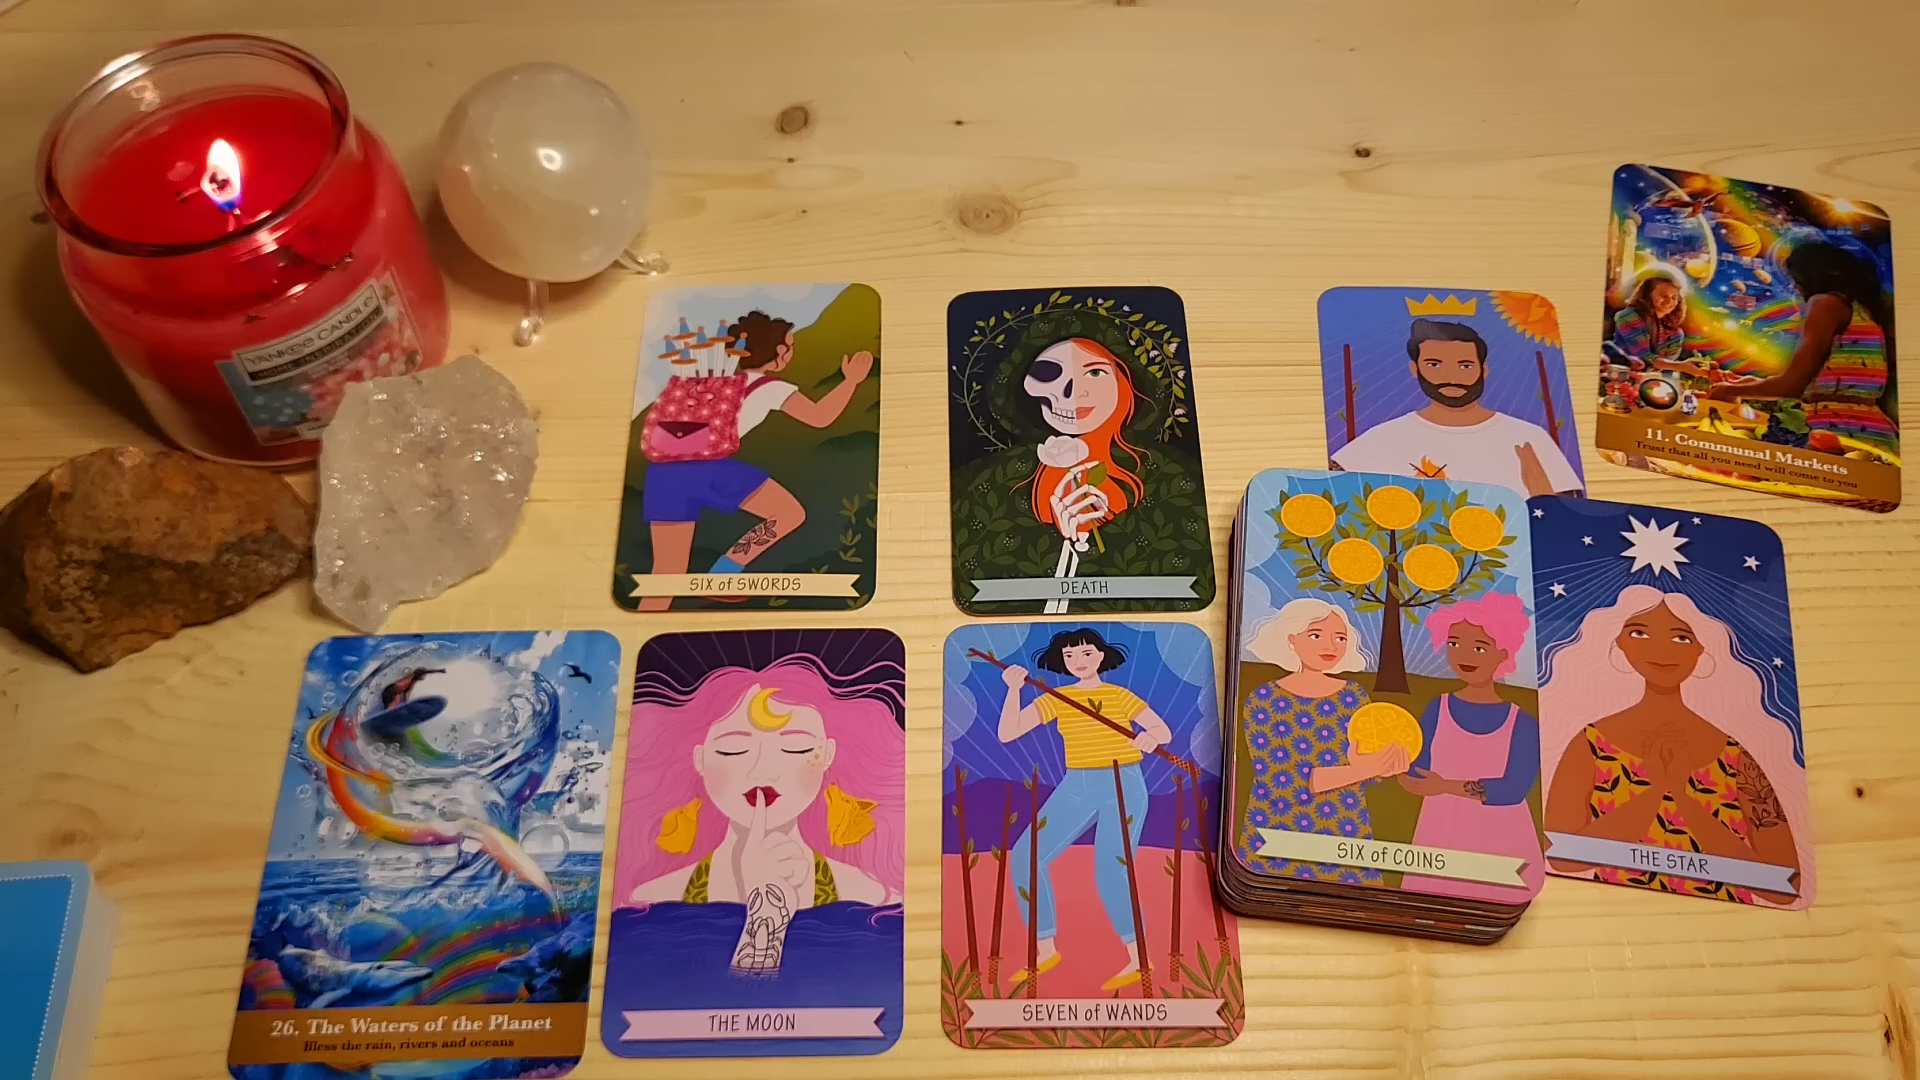 YANKEE CANDLE
SIX of SWORDS
DEATH
11. Communal Markets
Trust that all you need will come to you
SIX of COINS
THE STAR
26. The Waters of the Planet
Bless the rain, rivers and oceans
THE MOON
SEVEN of WANDS